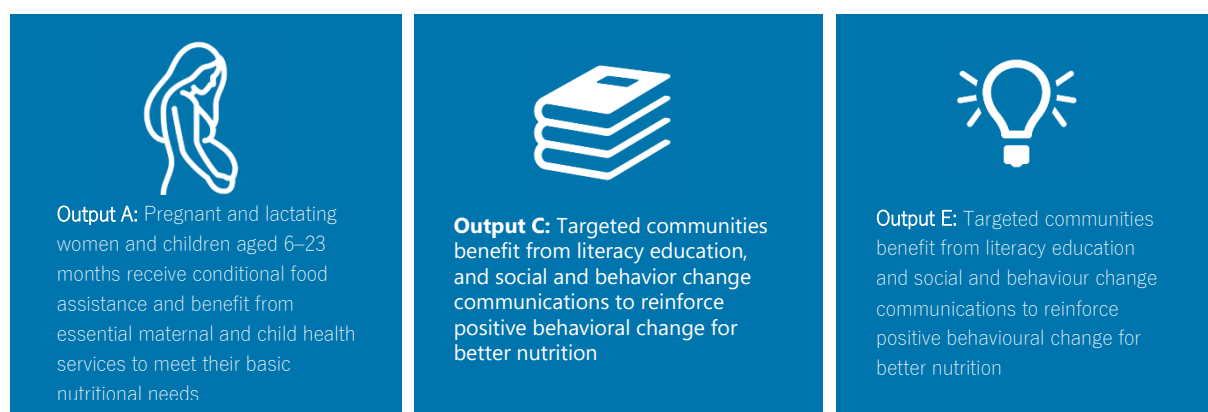 Output A: Pregnant and lactating
women and children aged 6–23
months receive conditional food
assistance and benefit from
essential maternal and child health
services to meet their basic
nutritional needs
Output C: Targeted communities
benefit from literacy education,
and social and behavior change
communications to reinforce
positive behavioral change for
better nutrition
Output E: Targeted communities
benefit from literacy education
and social and behaviour change
communications to reinforce
positive behavioural change for
better nutrition